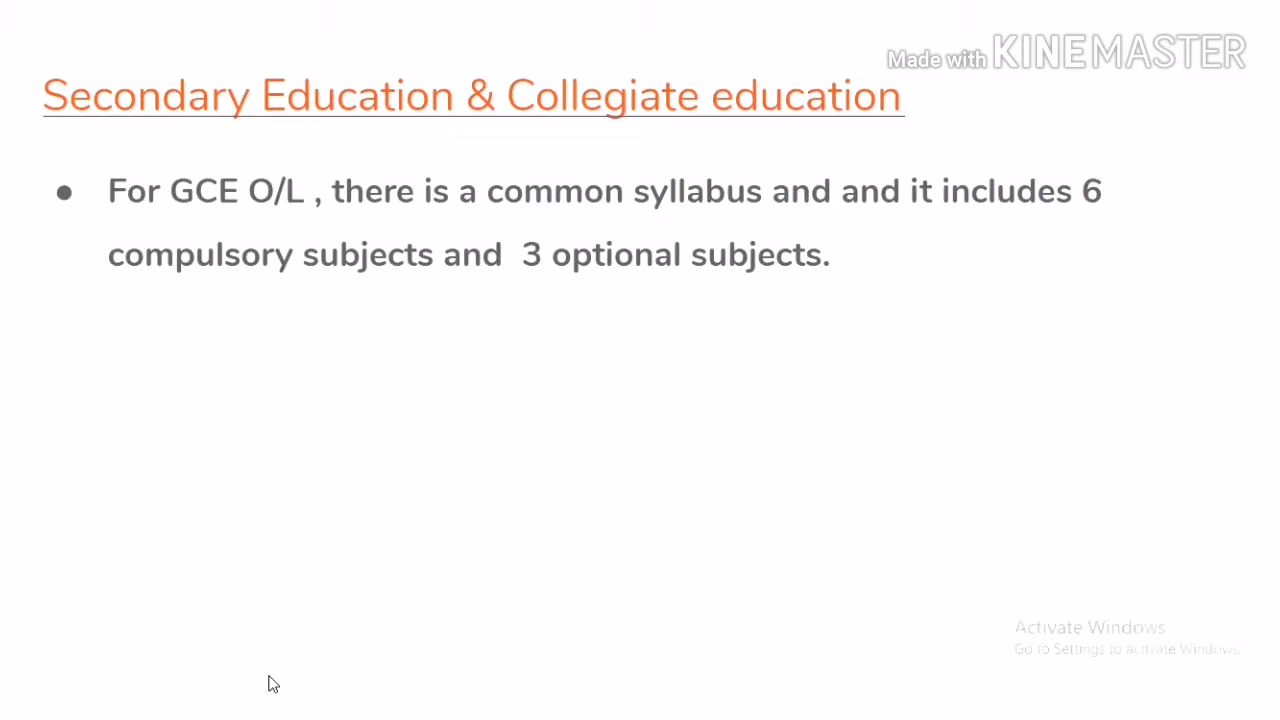 Made with KINEMASTER
Secondary Education & Collegiate education
● For GCE O/L , there is a common syllabus and and it includes 6
compulsory subjects and  3 optional subjects.
Activate Windows
Go to Settings to activate Windows.